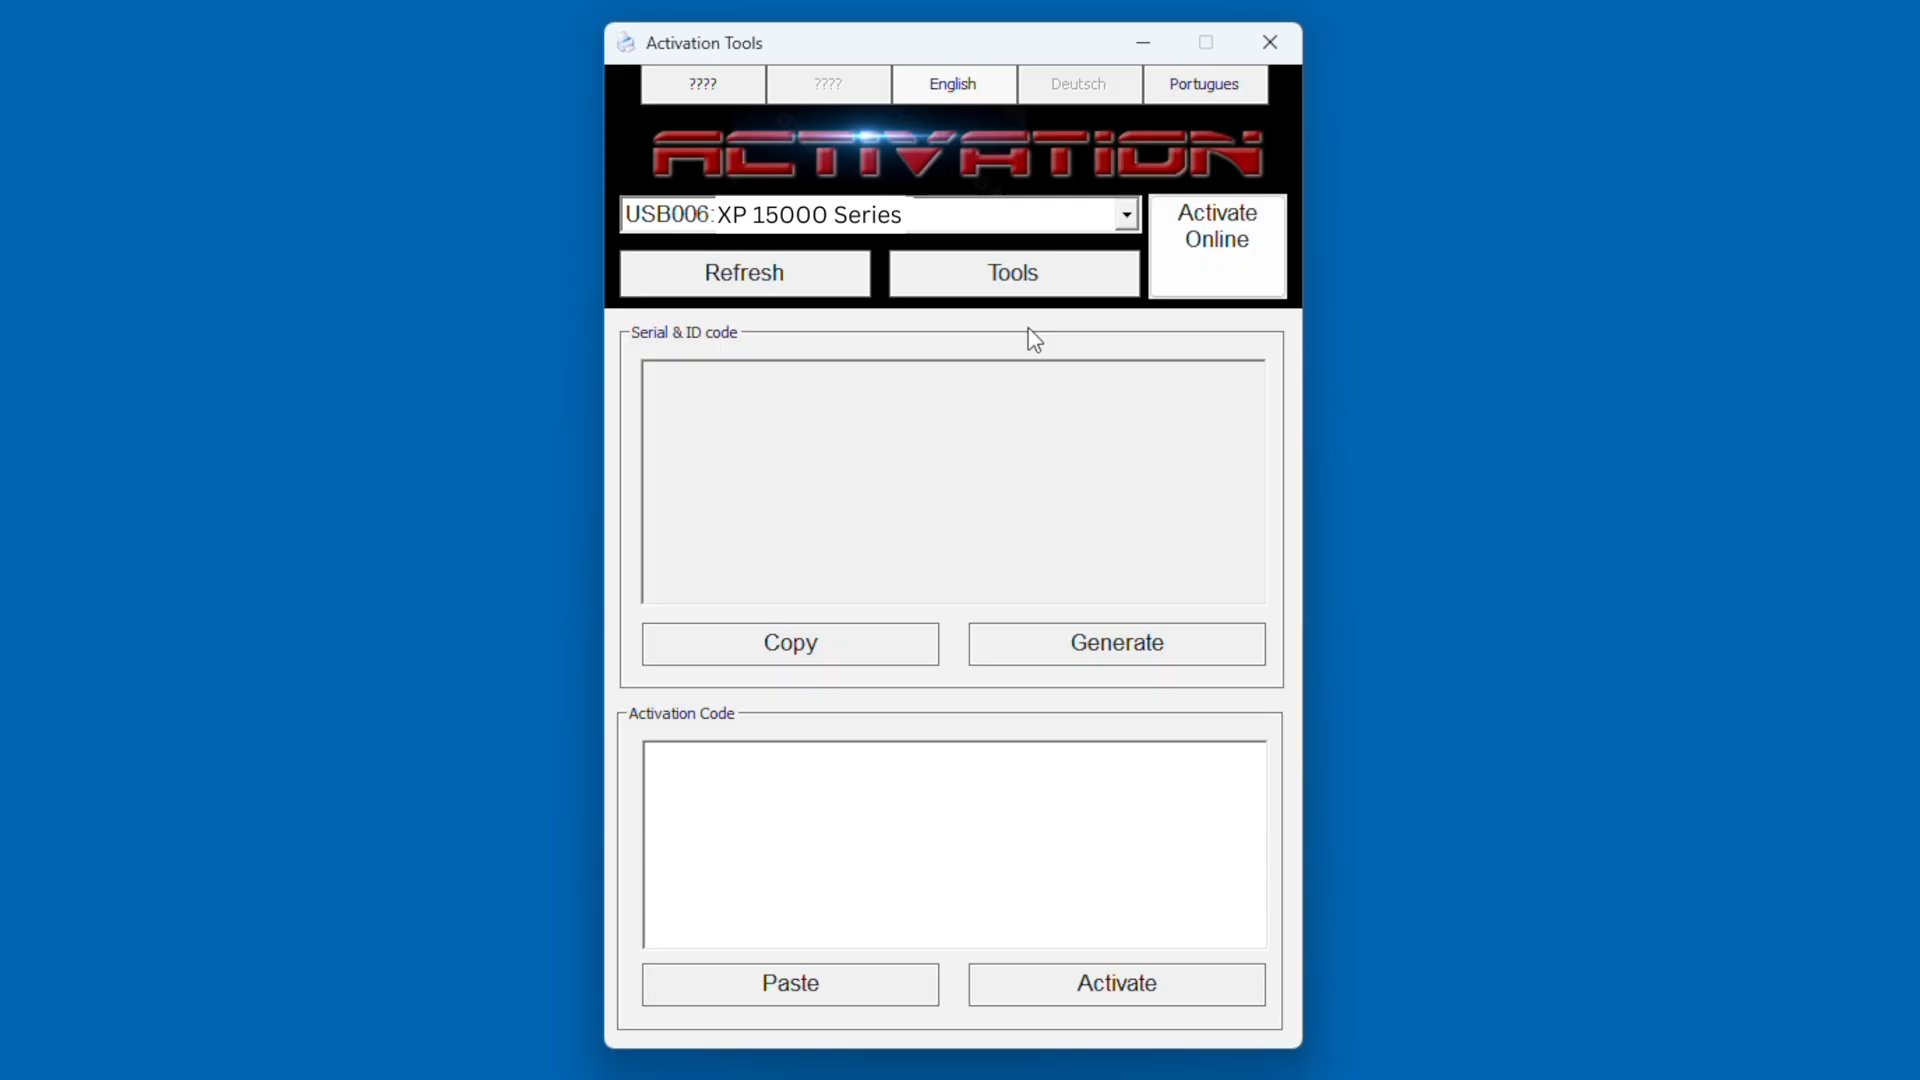 Activation Tools
???? ???? English Deutsch Portugues
ACTIVATION
USB006:XP 15000 Series
Activate
Online
Refresh Tools
Serial & ID code
Copy Generate
Activation Code
Paste Activate